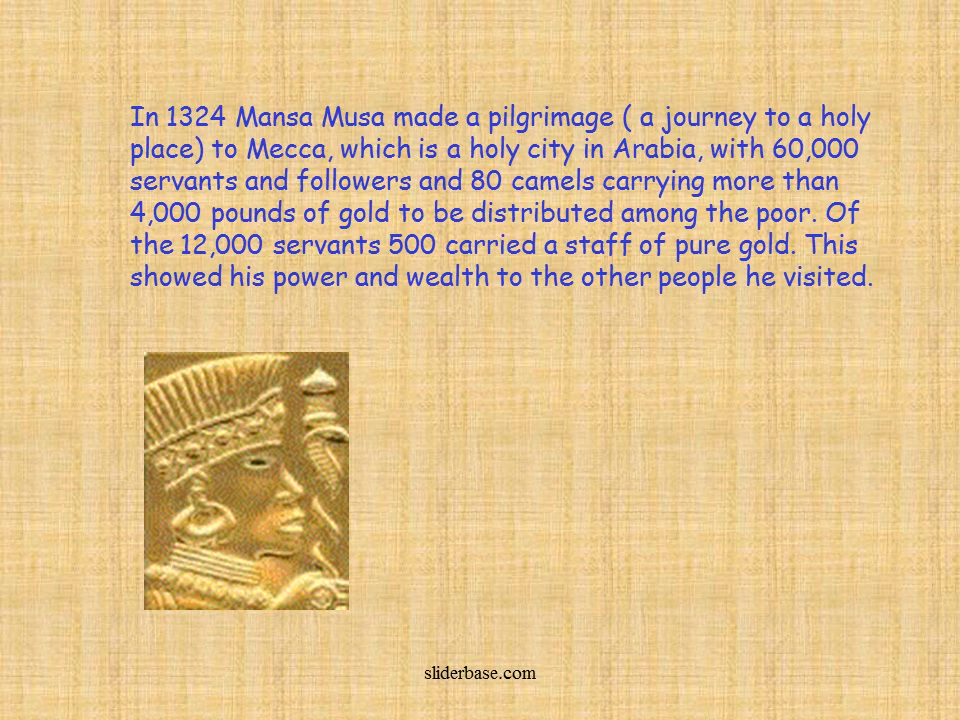 In 1324 Mansa Musa made a pilgrimage ( a journey to a holy
place) to Mecca, which is a holy city in Arabia, with 60,000
servants and followers and 80 camels carrying more than
4,000 pounds of gold to be distributed among the poor. Of
the 12,000 servants 500 carried a staff of pure gold. This
showed his power and wealth to the other people he visited.
sliderbase.com